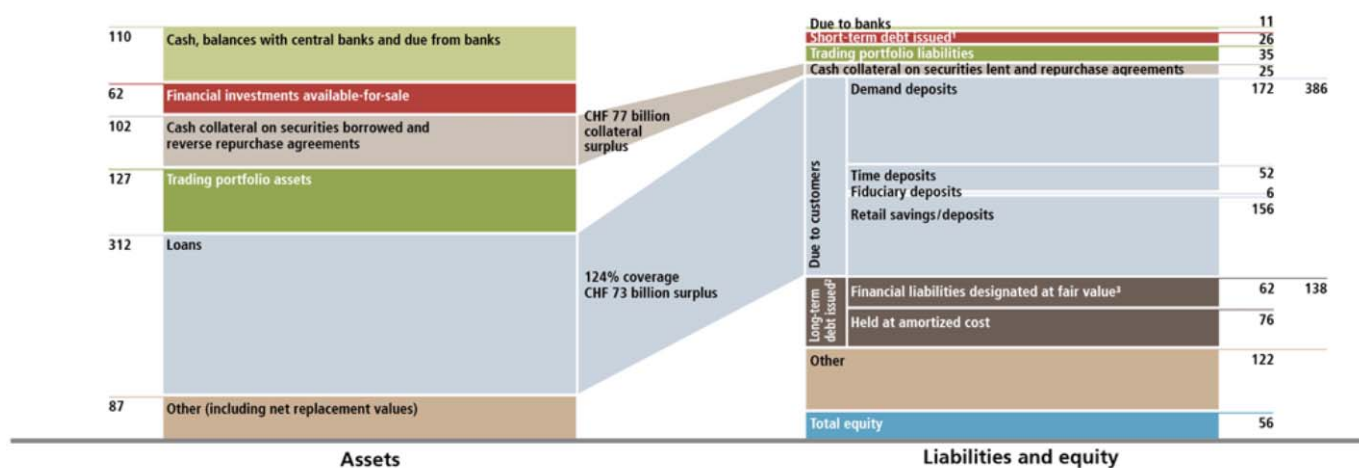 110
Cash, balances with central banks and due from banks
62
Financial investments available-for-sale
102
Cash collateral on securities borrowed and
reverse repurchase agreements
127
Trading portfolio assets
312
Loans
87
Other (including net replacement values)
Assets
CHF 77 billion
collateral
surplus
124% coverage
CHF 73 billion surplus
Due to banks 11
Short-term debt issued¹ 26
Trading portfolio liabilities 35
Cash collateral on securities lent and repurchase agreements 25
Due to customers
Demand deposits 172 386
Time deposits 52
Fiduciary deposits 6
Retail savings/deposits 156
Long-term
debt issued²
Financial liabilities designated at fair value³ 62 138
Held at amortized cost 76
Other 122
Total equity 56
Liabilities and equity